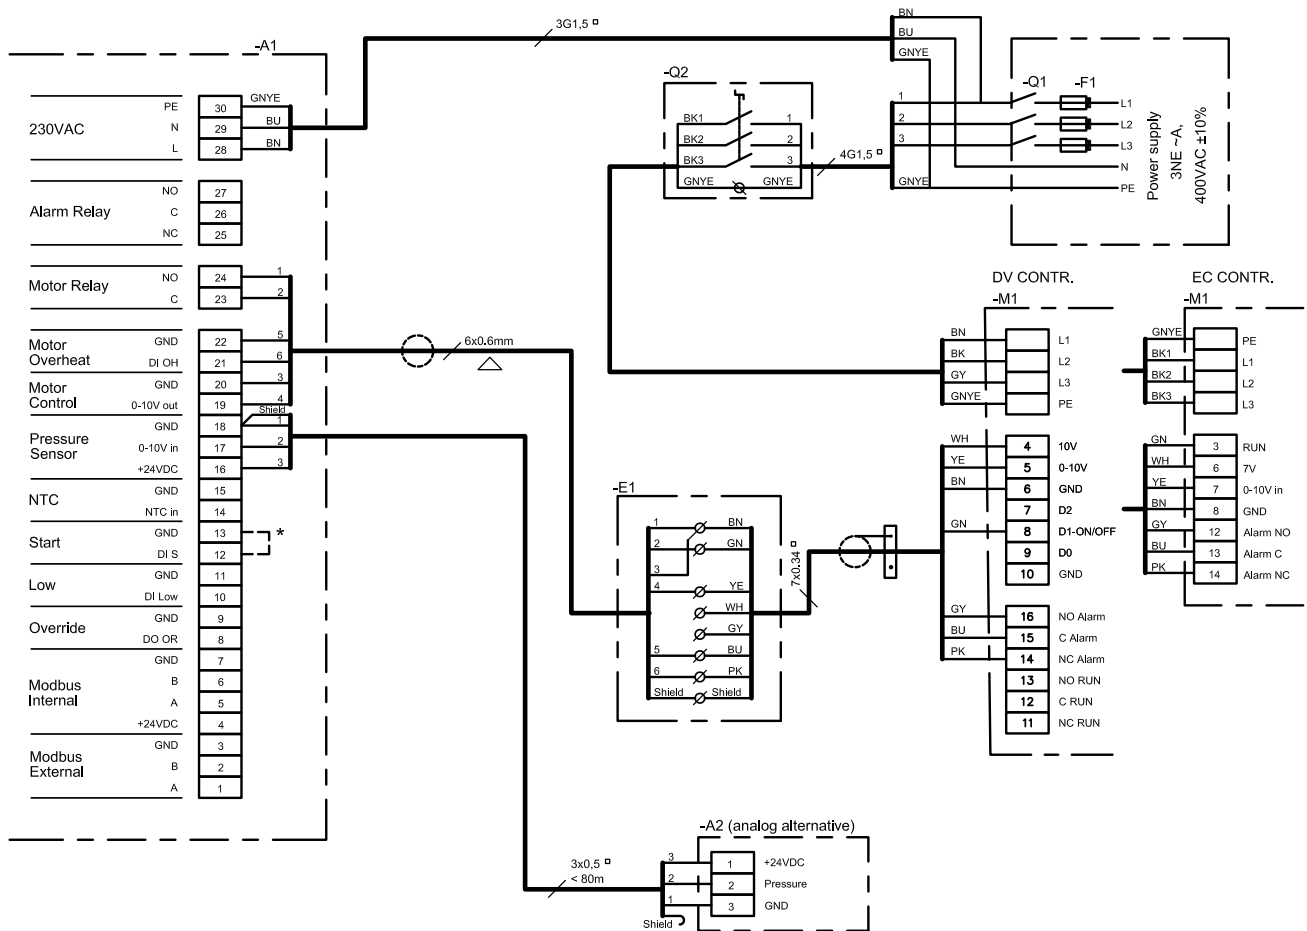 -A1
230VAC
PE 30 GNYE
N 29 BU
L 28 BN
Alarm Relay
NO 27
C 26
NC 25
Motor Relay
NO 24 1
C 23 2
Motor
Overheat
GND 22 5
DI OH 21 6
Motor
Control
GND 20 3
0-10V out 19 4
Shield
Pressure
Sensor
GND 18 1
0-10V in 17 2
+24VDC 16 3
NTC
GND 15
NTC in 14
Start
GND 13 *
DI S 12
Low
GND 11
DI Low 10
Override
GND 9
DO OR 8
Modbus
Internal
GND 7
B 6
A 5
+24VDC 4
Modbus
External
GND 3
B 2
A 1
3G1,5
BN
BU
GNYE
-Q2
BK1 1
BK2 2
BK3 3
GNYE GNYE
4G1,5
1
2
3
GNYE
-Q1 -F1
L1
L2
L3
N
PE
Power supply
3NE ~A,
400VAC ±10%
6x0.6mm
-E1
1 BN
2 GN
3
4 YE
WH
GY
5 BU
6 PK
Shield Shield
7x0.34
DV CONTR.
-M1
BN L1
BK L2
GY L3
GNYE PE
WH 4 10V
YE 5 0-10V
BN 6 GND
7 D2
GN 8 D1-ON/OFF
9 D0
10 GND
GY 16 NO Alarm
BU 15 C Alarm
PK 14 NC Alarm
13 NO RUN
12 C RUN
11 NC RUN
EC CONTR.
-M1
GNYE PE
BK1 L1
BK2 L2
BK3 L3
GN 3 RUN
WH 6 7V
YE 7 0-10V in
BN 8 GND
GY 12 Alarm NO
BU 13 Alarm C
PK 14 Alarm NC
3x0,5
< 80m
-A2 (analog alternative)
3 1 +24VDC
2 2 Pressure
1 3 GND
Shield